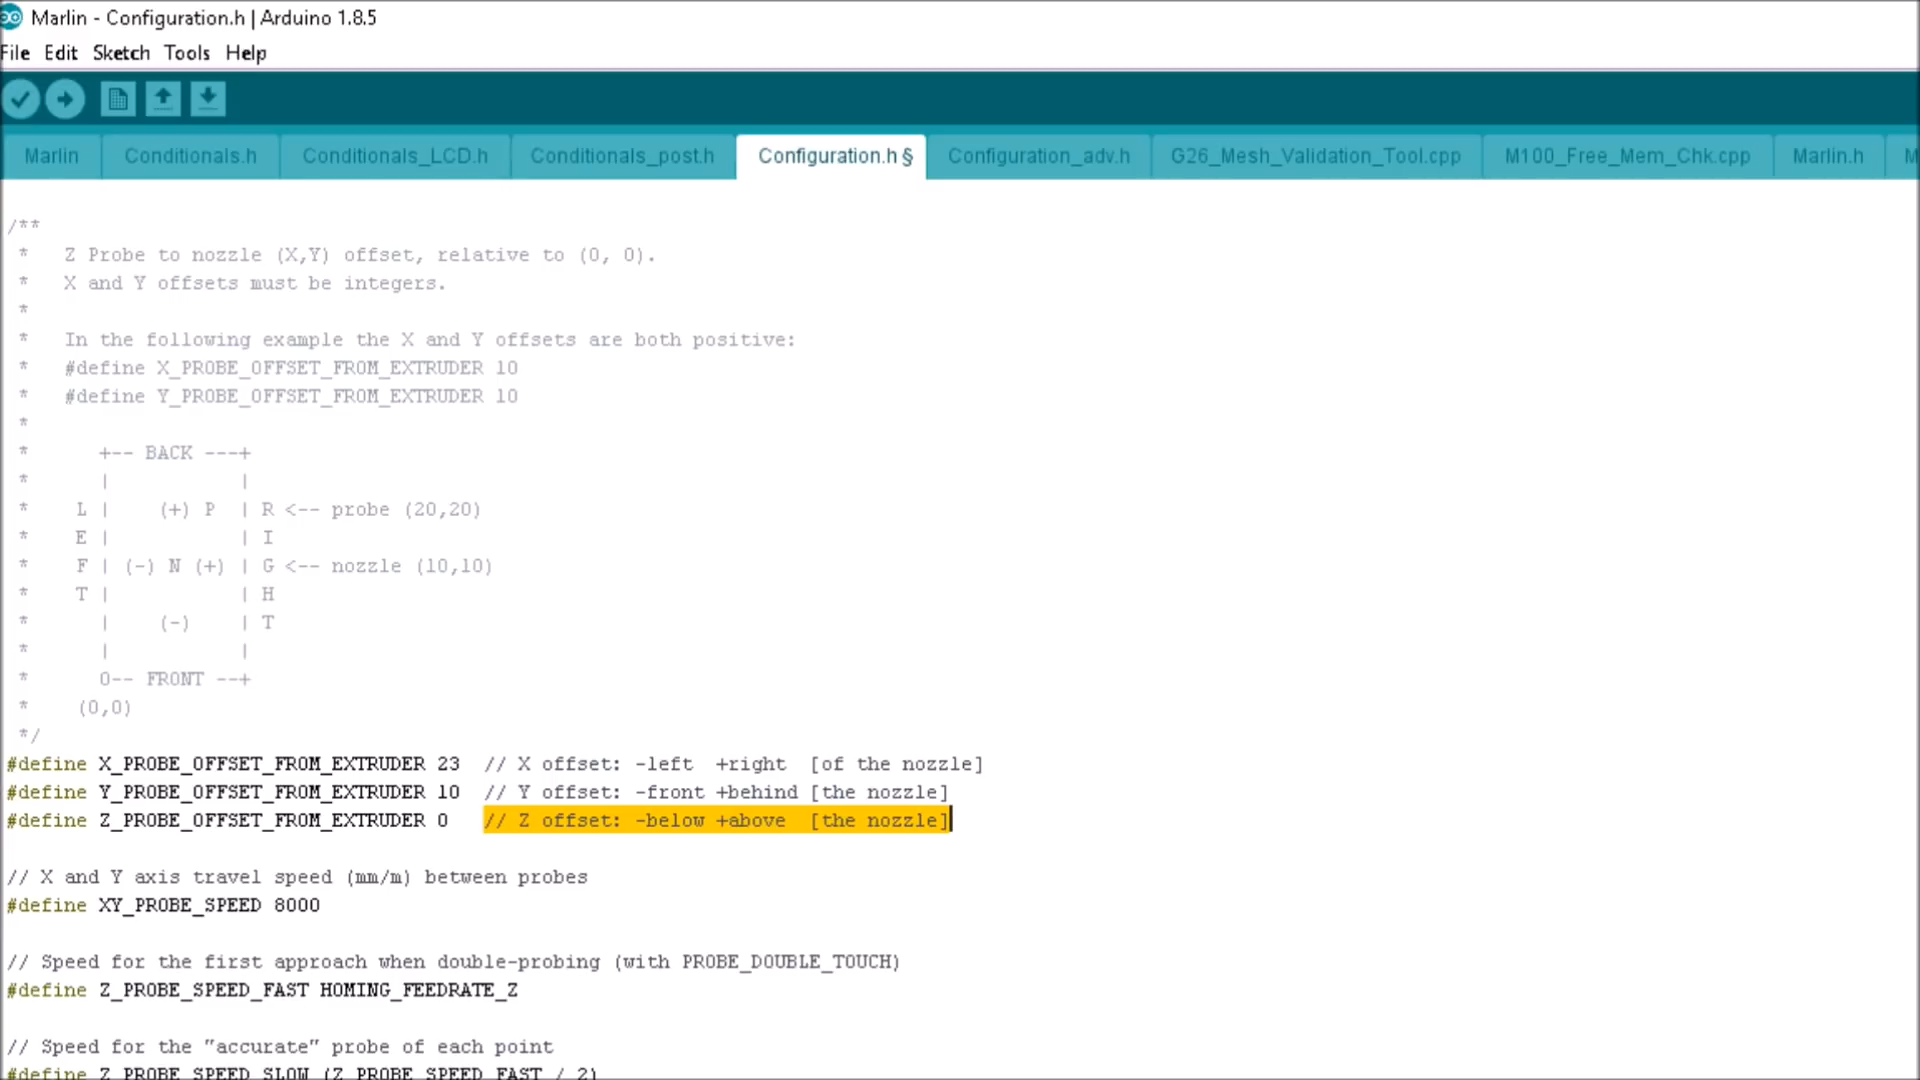 Marlin - Configuration.h | Arduino 1.8.5
File Edit Sketch Tools Help
Marlin Conditionals.h Conditionals_LCD.h Conditionals_post.h Configuration.h § Configuration_adv.h G26_Mesh_Validation_Tool.cpp M100_Free_Mem_Chk.cpp Marlin.h M
/**
* Z Probe to nozzle (X,Y) offset, relative to (0, 0).
* X and Y offsets must be integers.
*
* In the following example the X and Y offsets are both positive:
* #define X_PROBE_OFFSET_FROM_EXTRUDER 10
* #define Y_PROBE_OFFSET_FROM_EXTRUDER 10
*
* +-- BACK ---+
* | |
* L | (+) P | R <-- probe (20,20)
* E | | I
* F | (-) N (+) | G <-- nozzle (10,10)
* T | | H
* | (-) | T
* | |
* O-- FRONT --+
* (0,0)
*/
#define X_PROBE_OFFSET_FROM_EXTRUDER 23 // X offset: -left +right [of the nozzle]
#define Y_PROBE_OFFSET_FROM_EXTRUDER 10 // Y offset: -front +behind [the nozzle]
#define Z_PROBE_OFFSET_FROM_EXTRUDER 0 // Z offset: -below +above [the nozzle]
// X and Y axis travel speed (mm/m) between probes
#define XY_PROBE_SPEED 8000
// Speed for the first approach when double-probing (with PROBE_DOUBLE_TOUCH)
#define Z_PROBE_SPEED_FAST HOMING_FEEDRATE_Z
// Speed for the "accurate" probe of each point
#define Z_PROBE_SPEED_SLOW (Z_PROBE_SPEED_FAST / 2)